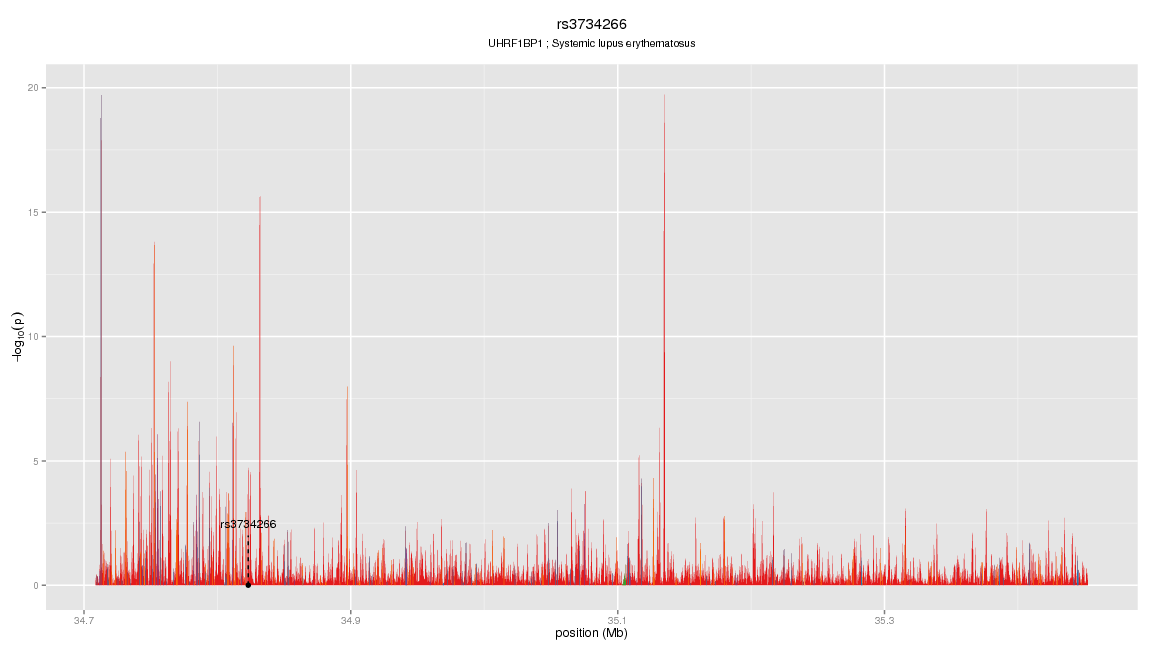 rs3734266
UHRF1BP1 ; Systemic lupus erythematosus
20
15
10
5
0
−log10(p)
rs3734266
34.7
34.9
35.1
35.3
position (Mb)